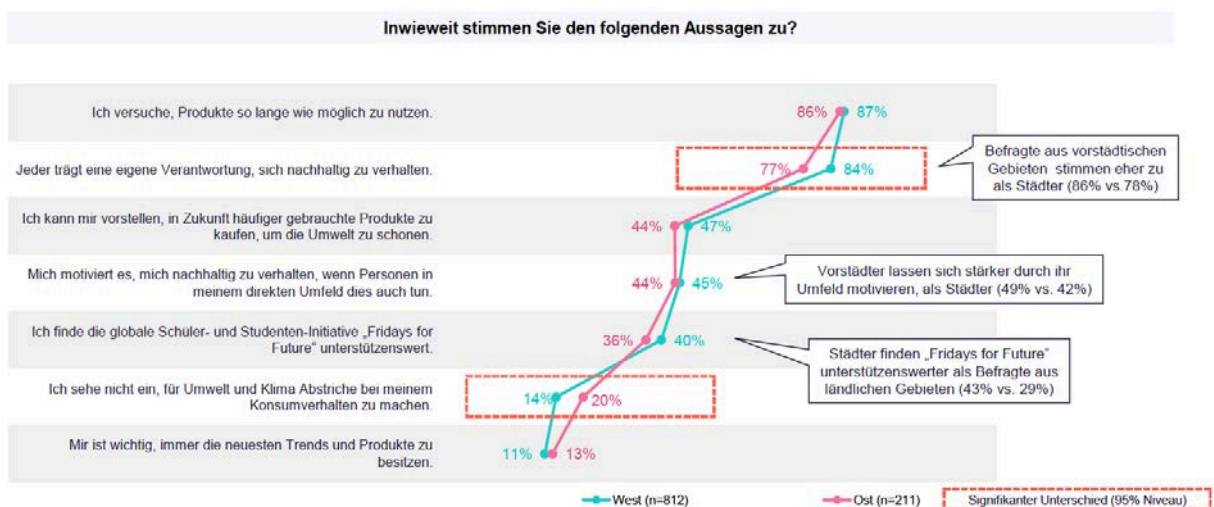 Inwieweit stimmen Sie den folgenden Aussagen zu?
Ich versuche, Produkte so lange wie möglich zu nutzen.
86%
87%
Jeder trägt eine eigene Verantwortung, sich nachhaltig zu verhalten.
77%
84%
Befragte aus vorstädtischen
Gebieten stimmen eher zu
als Städter (86% vs.78%)
Ich kann mir vorstellen, in Zukunft häufiger gebrauchte Produkte zu
kaufen, um die Umwelt zu schonen.
44%
47%
Mich motiviert es, mich nachhaltig zu verhalten, wenn Personen in
meinem direkten Umfeld dies auch tun.
44%
45%
Vorstädter lassen sich stärker durch ihr
Umfeld motivieren, als Städter (49% vs. 42%)
Ich finde die globale Schüler- und Studenten-Initiative „Fridays for
Future“ unterstützenswert.
36%
40%
Städter finden „Fridays for Future“
unterstützenswerter als Befragte aus
ländlichen Gebieten (43% vs. 29%)
Ich sehe nicht ein, für Umwelt und Klima Abstriche bei meinem
Konsumverhalten zu machen.
14%
20%
Mir ist wichtig, immer die neuesten Trends und Produkte zu
besitzen.
11%
13%
West (n=812)
Ost (n=211)
Signifikanter Unterschied (95% Niveau)